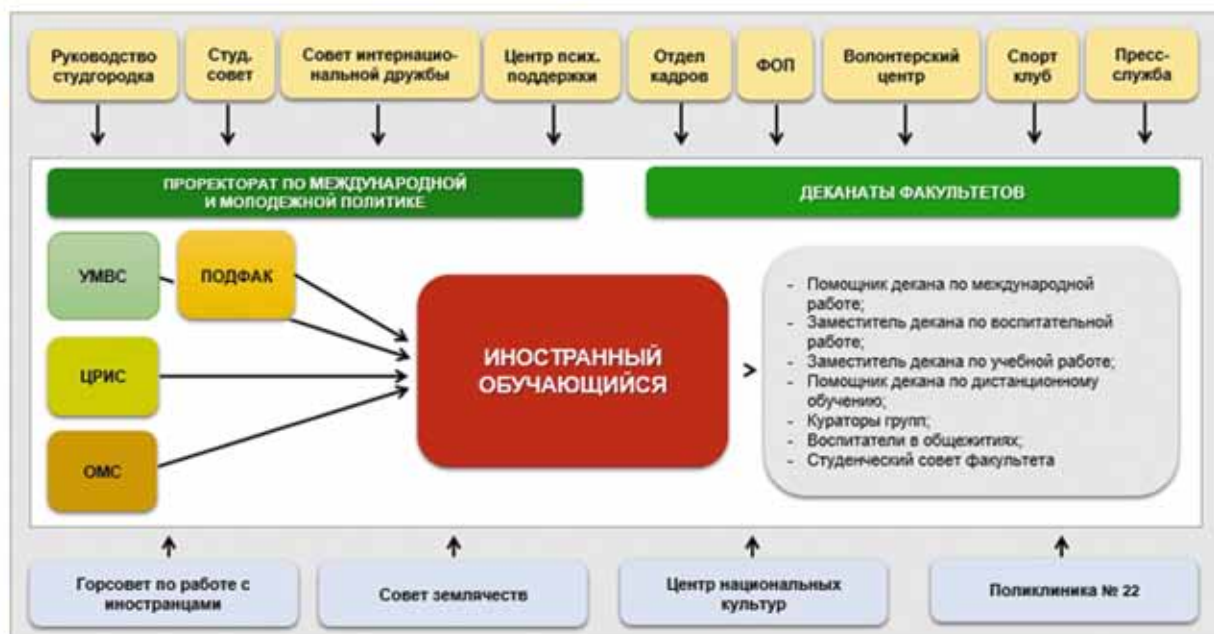 Руководство
студгородка
Студ.
совет
Совет интернацио-
нальной дружбы
Центр псих.
поддержки
Отдел
кадров
ФОП
Волонтерский
центр
Спорт
клуб
Пресс-
служба
ПРОРЕКТОРАТ ПО МЕЖДУНАРОДНОЙ
И МОЛОДЕЖНОЙ ПОЛИТИКЕ
ДЕКАНАТЫ ФАКУЛЬТЕТОВ
УМВС
ПОДФАК
ЦРИС
ОМС
ИНОСТРАННЫЙ
ОБУЧАЮЩИЙСЯ
- Помощник декана по международной
работе;
- Заместитель декана по воспитательной
работе;
- Заместитель декана по учебной работе;
- Помощник декана по дистанционному
обучению;
- Кураторы групп;
- Воспитатели в общежитиях;
- Студенческий совет факультета
Горсовет по работе с
иностранцами
Совет землячеств
Центр национальных
культур
Поликлиника № 22